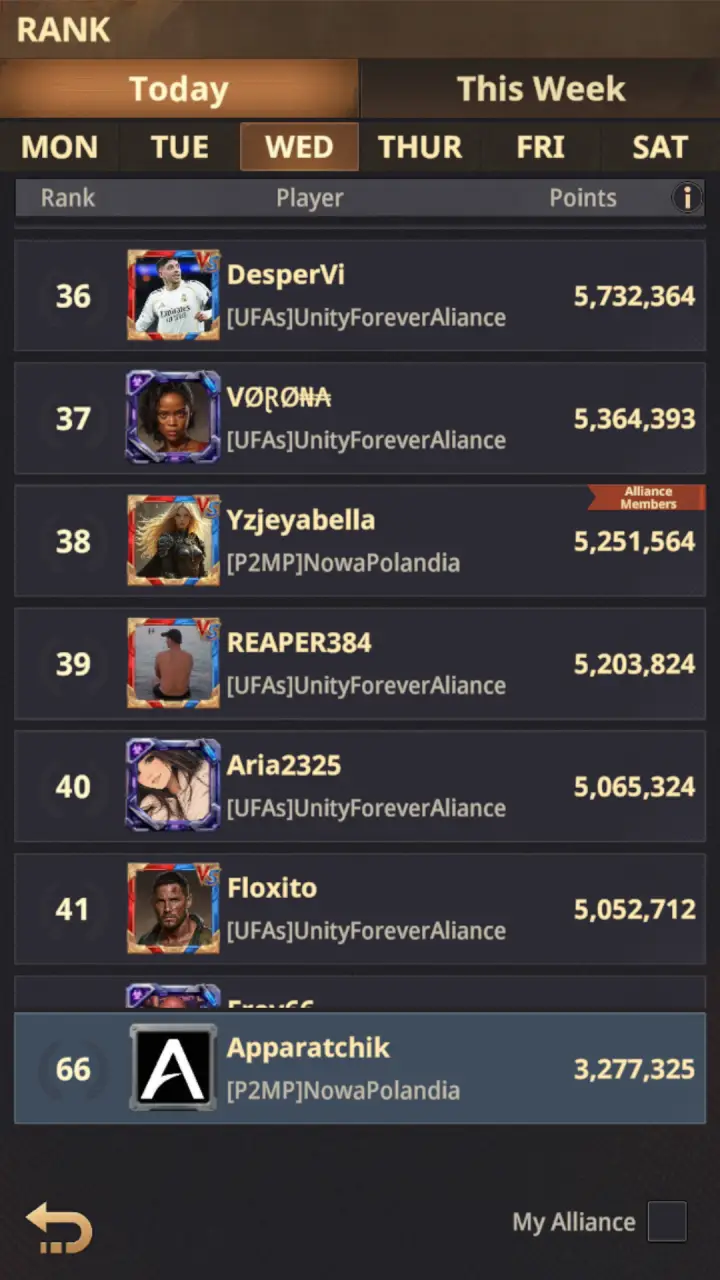 RANK
Today This Week
MON TUE WED THUR FRI SAT
Rank Player Points i
36 DesperVi 5,732,364
[UFAs]UnityForeverAliance
37 VØⱤØ₦₳ 5,364,393
[UFAs]UnityForeverAliance
Alliance
Members
38 Yzjeyabella 5,251,564
[P2MP]NowaPolandia
39 REAPER384 5,203,824
[UFAs]UnityForeverAliance
40 Aria2325 5,065,324
[UFAs]UnityForeverAliance
41 Floxito 5,052,712
[UFAs]UnityForeverAliance
66 Apparatchik 3,277,325
[P2MP]NowaPolandia
My Alliance